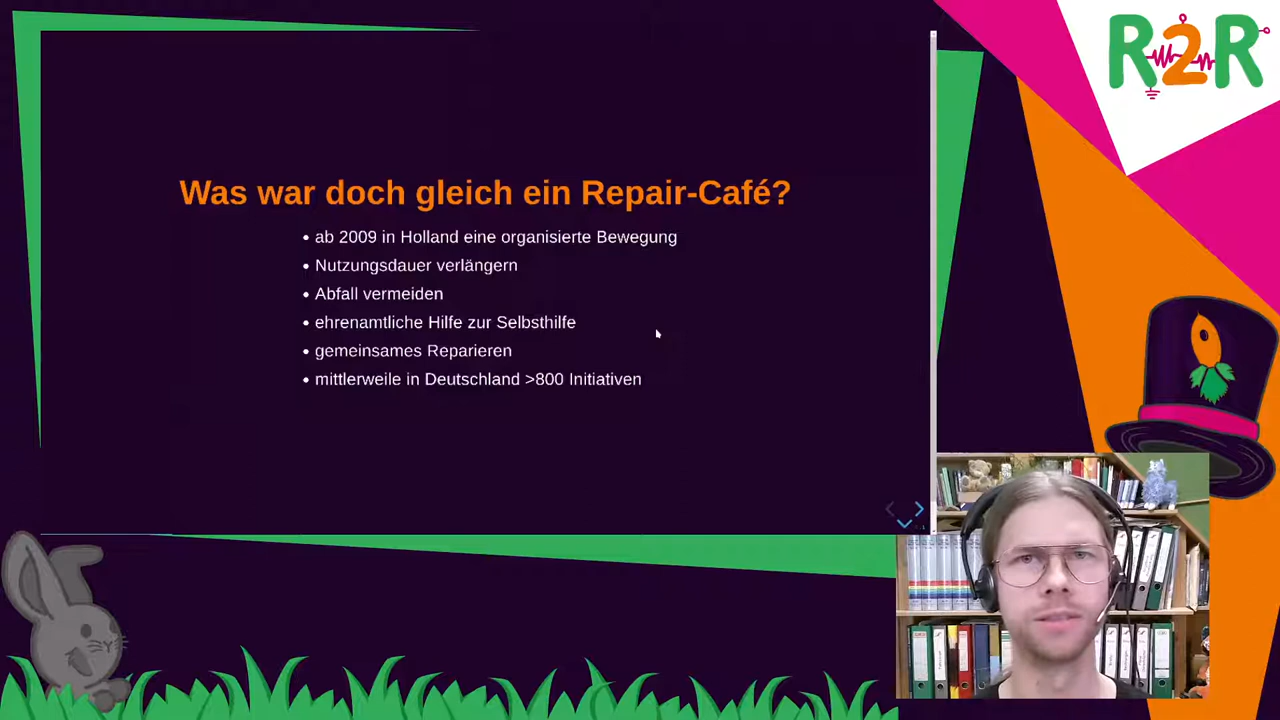 R2R
Was war doch gleich ein Repair-Café?
• ab 2009 in Holland eine organisierte Bewegung
• Nutzungsdauer verlängern
• Abfall vermeiden
• ehrenamtliche Hilfe zur Selbsthilfe
• gemeinsames Reparieren
• mittlerweile in Deutschland >800 Initiativen